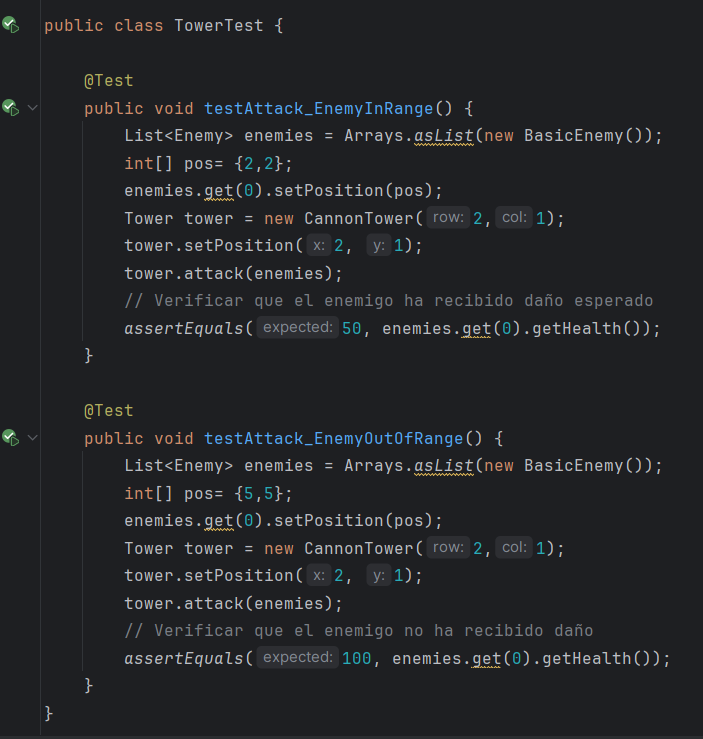 public class TowerTest {
@Test
public void testAttack_EnemyInRange() {
List<Enemy> enemies = Arrays.asList(new BasicEnemy());
int[] pos= {2,2};
enemies.get(0).setPosition(pos);
Tower tower = new CannonTower( row: 2, col: 1);
tower.setPosition( x: 2, y: 1);
tower.attack(enemies);
// Verificar que el enemigo ha recibido daño esperado
assertEquals( expected: 50, enemies.get(0).getHealth());
}
@Test
public void testAttack_EnemyOutOfRange() {
List<Enemy> enemies = Arrays.asList(new BasicEnemy());
int[] pos= {5,5};
enemies.get(0).setPosition(pos);
Tower tower = new CannonTower( row: 2, col: 1);
tower.setPosition( x: 2, y: 1);
tower.attack(enemies);
// Verificar que el enemigo no ha recibido daño
assertEquals( expected: 100, enemies.get(0).getHealth());
}
}